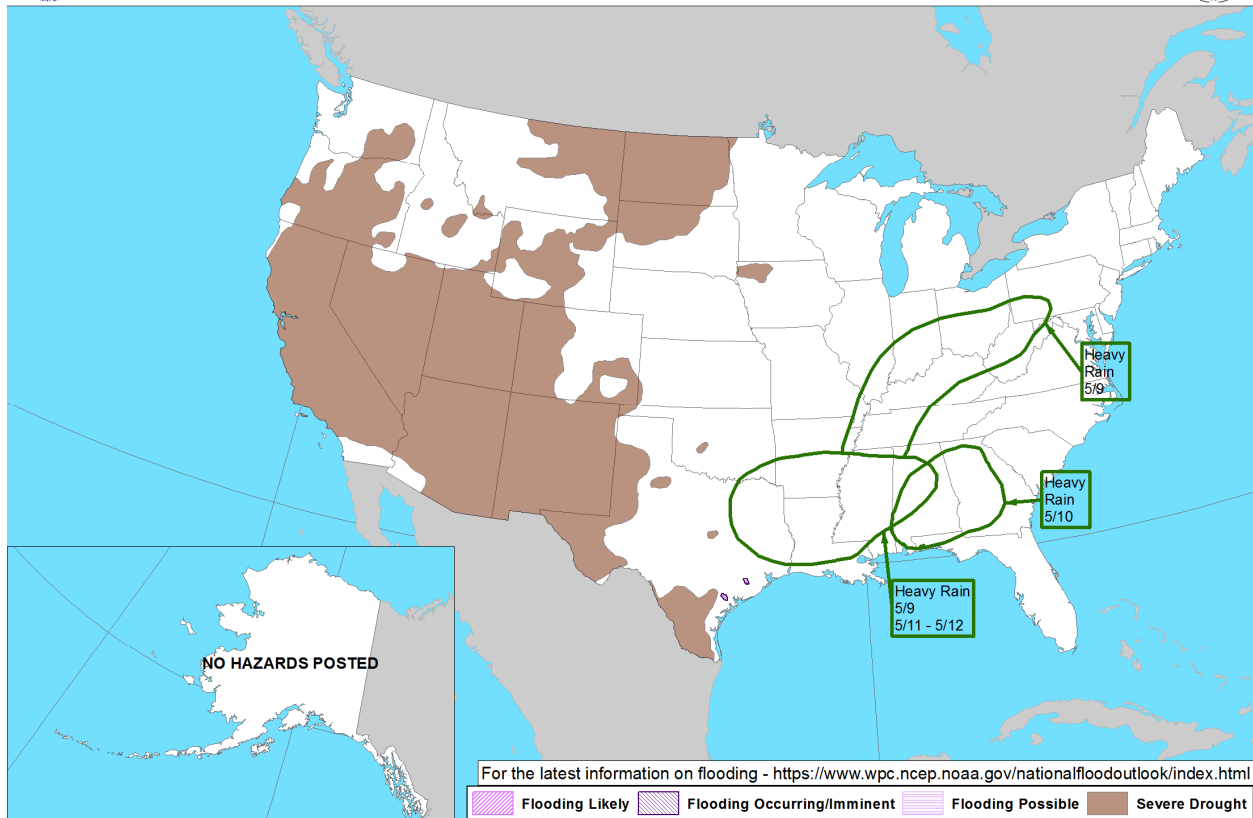 Heavy
Rain
5/9
Heavy
Rain
5/10
Heavy Rain
5/9
5/11 - 5/12
NO HAZARDS POSTED
For the latest information on flooding - https://www.wpc.ncep.noaa.gov/nationalfloodoutlook/index.html
Flooding Likely Flooding Occurring/Imminent Flooding Possible Severe Drought